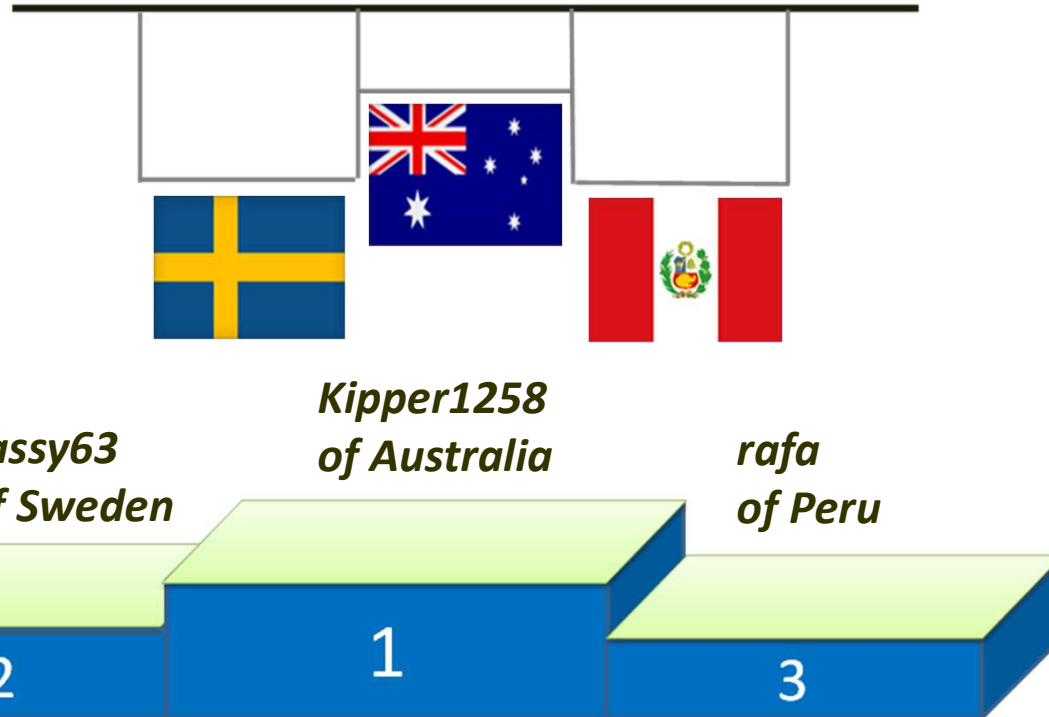 Kipper1258
of Australia
assy63
f Sweden
rafa
of Peru
1
2
3